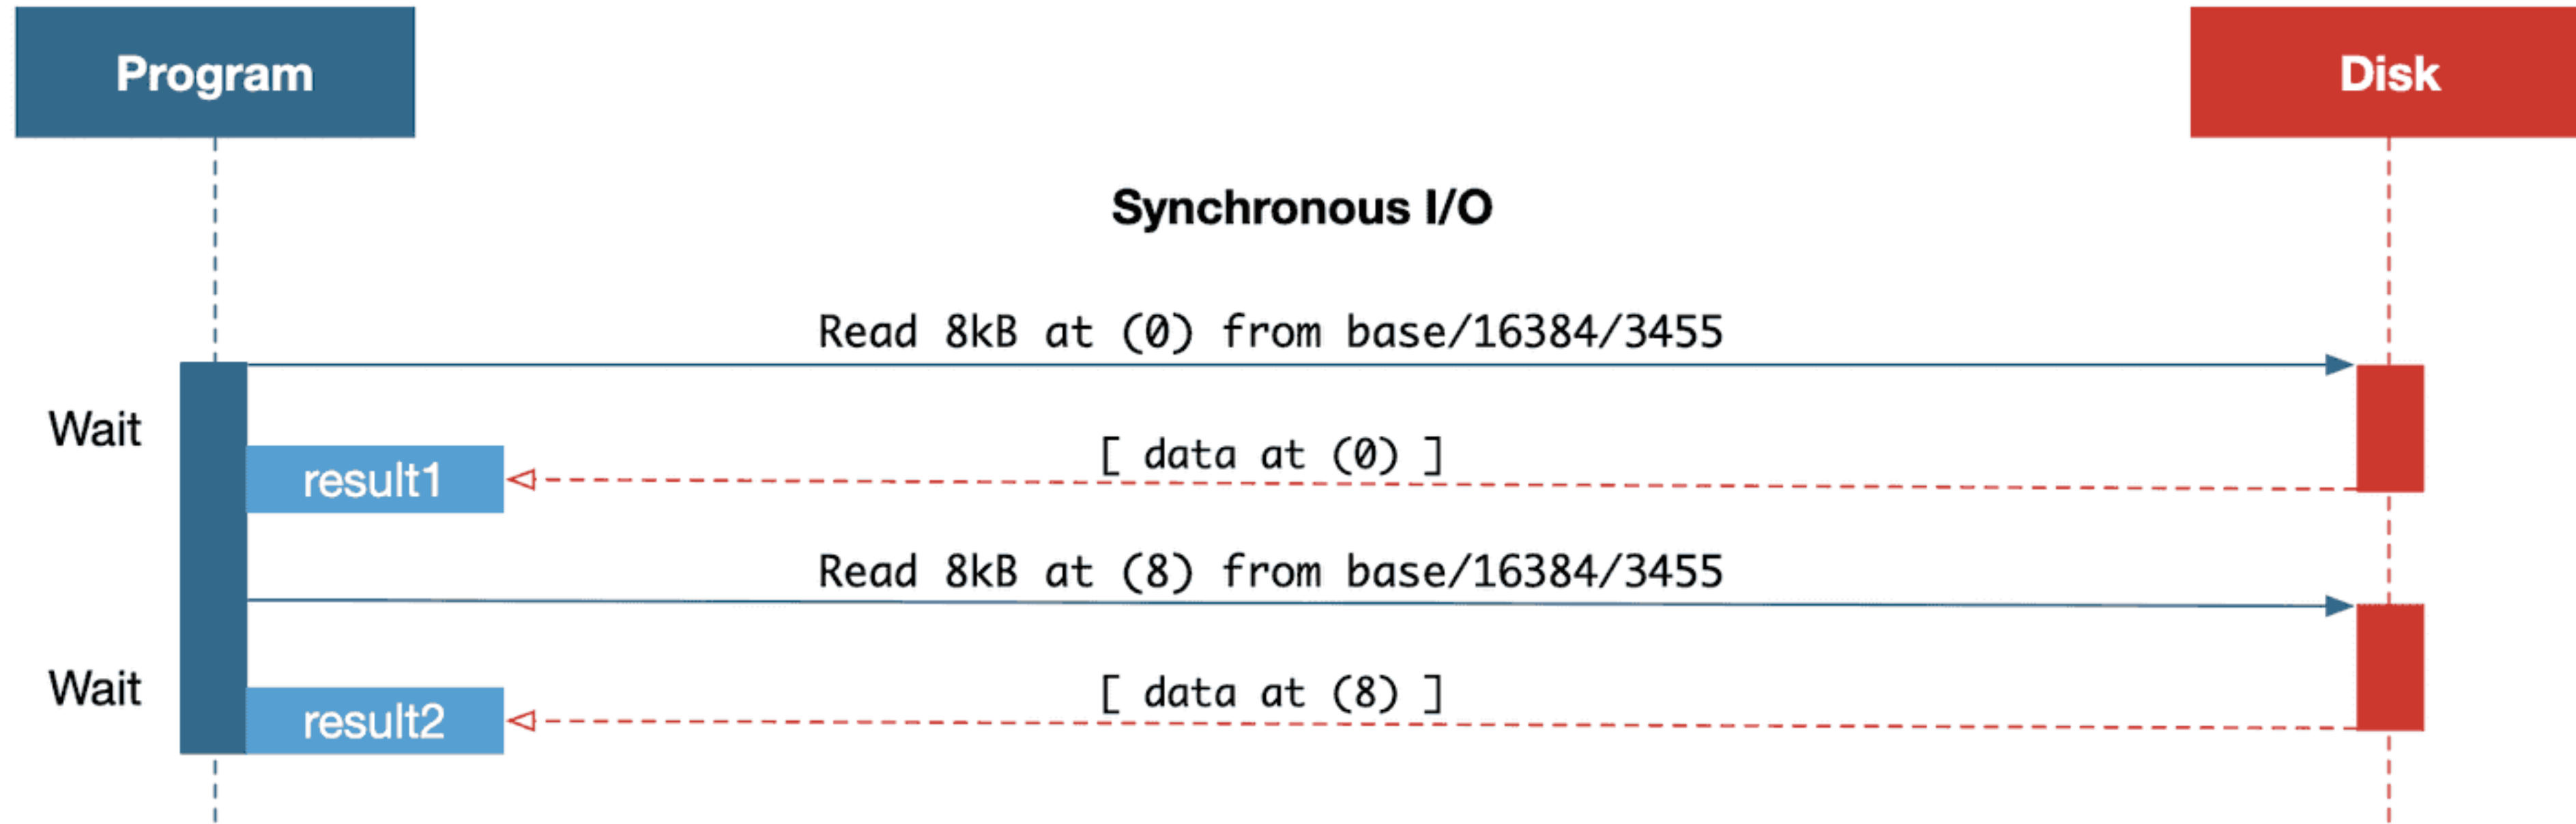 Program
Disk
Synchronous I/O
Read 8kB at (0) from base/16384/3455
Wait
[ data at (0) ]
result1
Read 8kB at (8) from base/16384/3455
Wait
[ data at (8) ]
result2